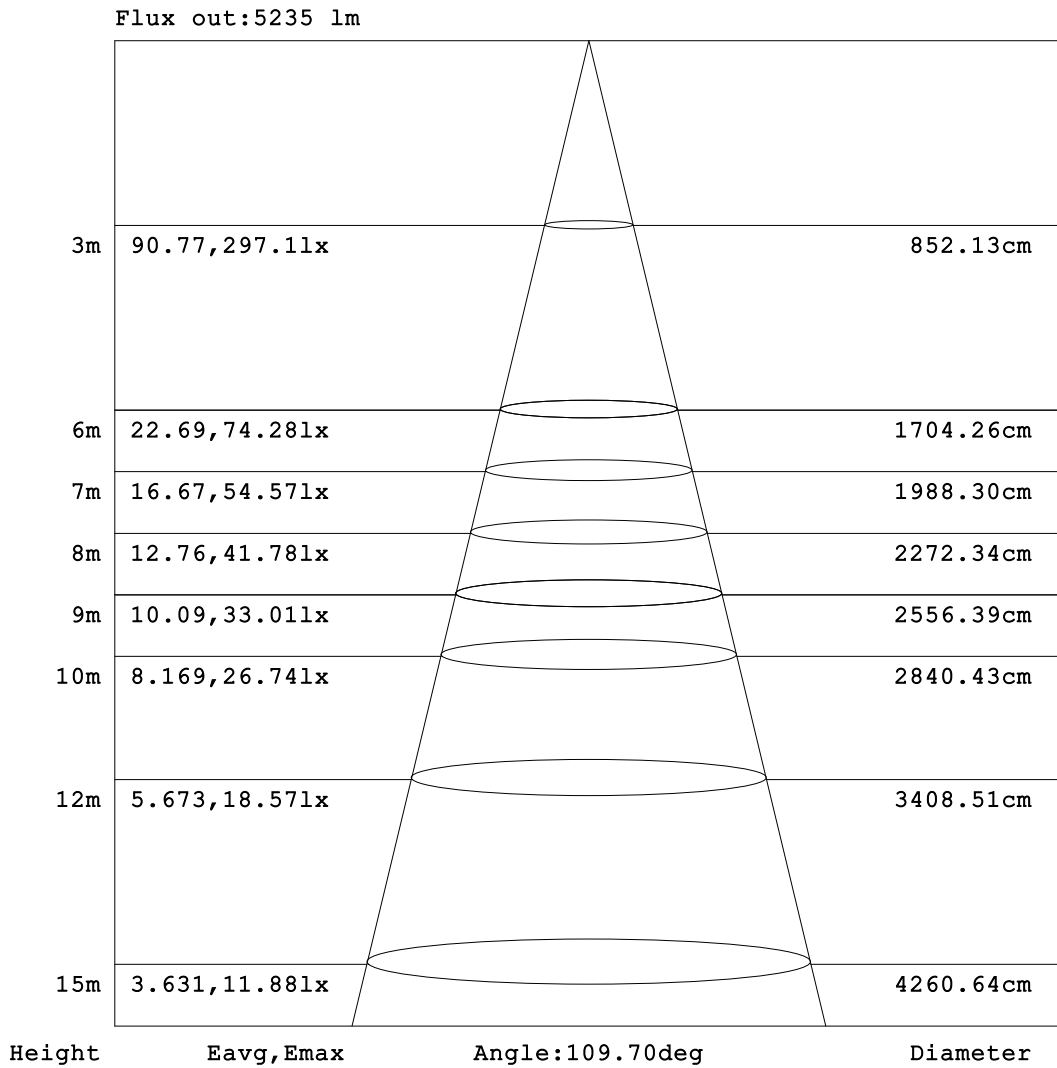 Flux out:5235 lm
3m 90.77,297.1lx 852.13cm
6m 22.69,74.28lx 1704.26cm
7m 16.67,54.57lx 1988.30cm
8m 12.76,41.78lx 2272.34cm
9m 10.09,33.01lx 2556.39cm
10m 8.169,26.74lx 2840.43cm
12m 5.673,18.57lx 3408.51cm
15m 3.631,11.88lx 4260.64cm
Height Eavg,Emax Angle:109.70deg Diameter